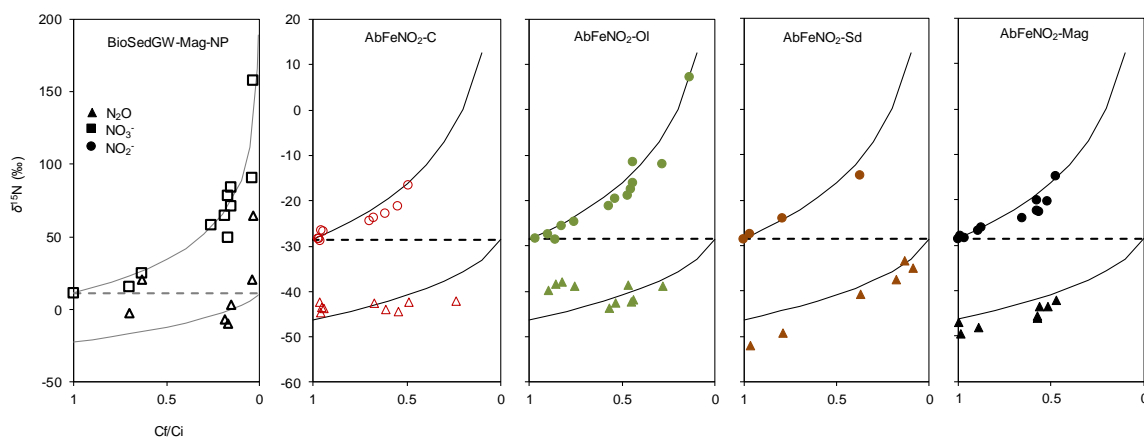 BioSedGW-Mag-NP
AbFeNO₂-C
AbFeNO₂-Ol
AbFeNO₂-Sd
AbFeNO₂-Mag
N₂O
NO₃⁻
NO₂⁻
δ¹⁵N (‰)
200
150
100
50
0
-50
20
10
-0
-10
-20
-30
-40
-50
-60
1
0
1
0.5
0
1
0.5
0
1
0.5
0
1
0.5
0
Cf/Ci